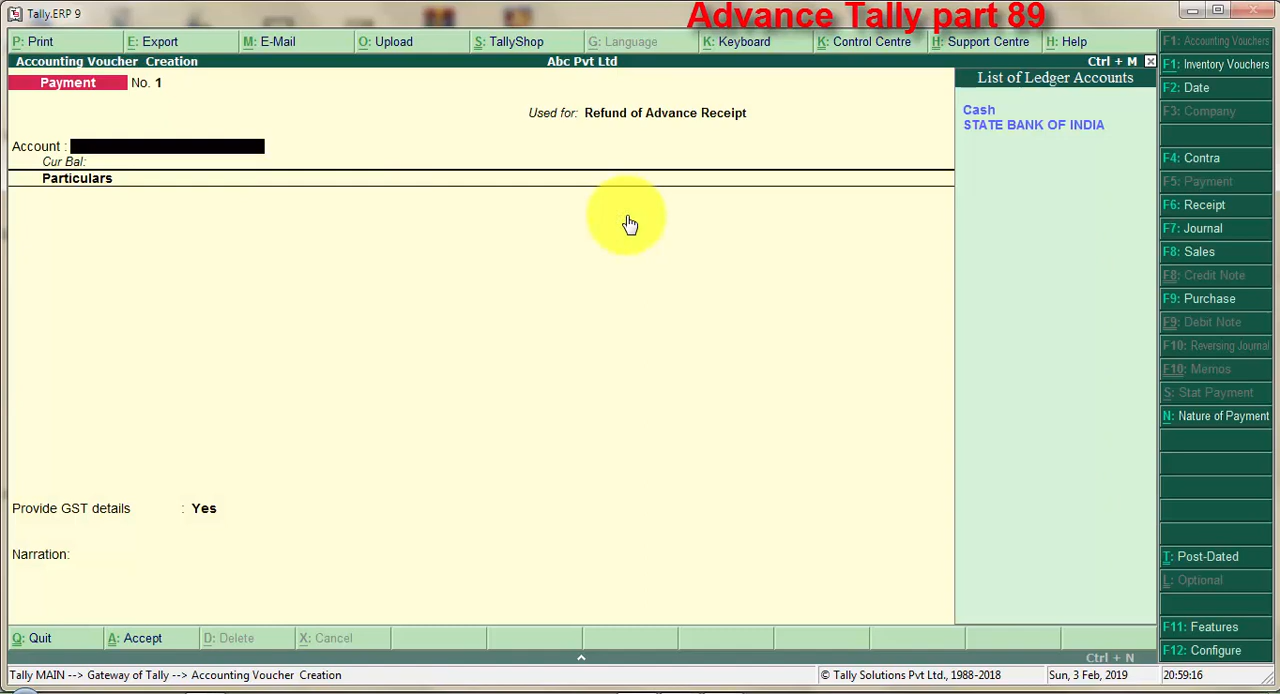 Tally.ERP 9
Advance Tally part 89
P: Print E: Export M: E-Mail O: Upload S: TallyShop G: Language K: Keyboard K: Control Centre H: Support Centre H: Help
Accounting Voucher Creation Abc Pvt Ltd Ctrl + M
Payment No. 1
Used for: Refund of Advance Receipt
Account :
Cur Bal:
Particulars
Provide GST details : Yes
Narration:
List of Ledger Accounts
Cash
STATE BANK OF INDIA
F1: Accounting Vouchers
F1: Inventory Vouchers
F2: Date
F3: Company
F4: Contra
F5: Payment
F6: Receipt
F7: Journal
F8: Sales
F8: Credit Note
F9: Purchase
F9: Debit Note
F10: Reversing Journal
F10: Memos
S: Stat Payment
N: Nature of Payment
T: Post-Dated
L: Optional
F11: Features
F12: Configure
Q: Quit A: Accept D: Delete X: Cancel
Ctrl + N
Tally MAIN --> Gateway of Tally --> Accounting Voucher Creation © Tally Solutions Pvt Ltd., 1988-2018 Sun, 3 Feb, 2019 20:59:16